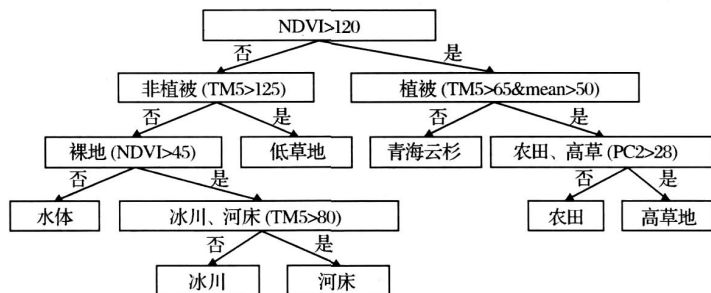 NDVI>120
否 是
非植被(TM5>125) 植被(TM5>65&mean>50)
否 是 否 是
裸地(NDVI>45) 低草地 青海云杉 农田、高草(PC2>28)
否 是 否 是
水体 冰川、河床(TM5>80) 农田 高草地
否 是
冰川 河床